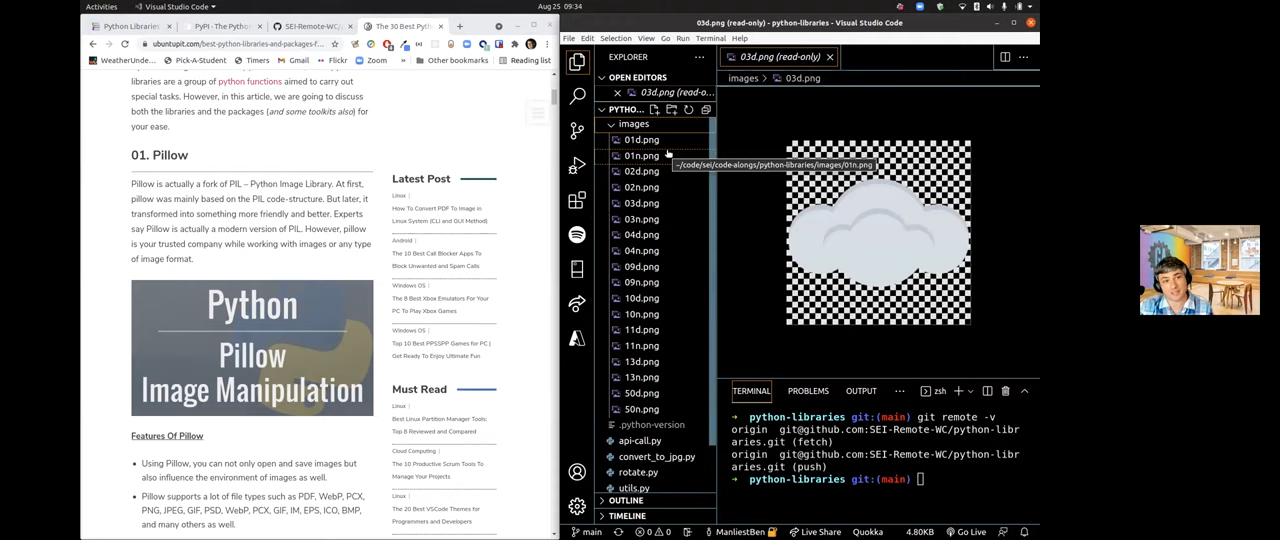 Activities
Visual Studio Code
Aug 25 09:34
Python Libraries
PyPI · The Pytho
SEI-Remote-WC/
The 30 Best Pyth
ubuntupit.com/best-python-libraries-and-packages-f...
WeatherUnde...
Pick-A-Student
Timers
Gmail
Flickr
Zoom
»
Other bookmarks
Reading list
libraries are a group of python functions aimed to carry out
special tasks. However, in this article, we are going to discuss
both the libraries and the packages (and some toolkits also) for
your ease.
01. Pillow
Pillow is actually a fork of PIL – Python Image Library. At first,
pillow was mainly based on the PIL code-structure. But later, it
transformed into something more friendly and better. Experts
say Pillow is actually a modern version of PIL. However, pillow
is your trusted company while working with images or any type
of image format.
Python
Pillow
Image Manipulation
Features Of Pillow
Using Pillow, you can not only open and save images but
also influence the environment of images as well.
Pillow supports a lot of file types such as PDF, WebP, PCX,
PNG, JPEG, GIF, PSD, WebP, PCX, GIF, IM, EPS, ICO, BMP,
and many others as well.
Latest Post
Linux |
How To Convert PDF To Image in
Linux System (CLI and GUI Method)
Android |
The 10 Best Call Blocker Apps To
Block Unwanted and Spam Calls
Windows OS |
The 8 Best Xbox Emulators For Your
PC To Play Xbox Games
Windows OS |
Top 10 Best PPSSPP Games for PC |
Get Ready To Enjoy Ultimate Fun
Must Read
Linux |
Best Linux Partition Manager Tools:
Top 8 Reviewed and Compared
Cloud Computing |
The 10 Productive Scrum Tools To
Manage Your Projects
Linux |
The 20 Best VSCode Themes for
Programmers and Developers
03d.png (read-only) - python-libraries - Visual Studio Code
File Edit Selection View Go Run Terminal Help
EXPLORER
OPEN EDITORS
03d.png (read-o...
PYTHO...
images
01d.png
01n.png
02d.png
02n.png
03d.png
03n.png
04d.png
04n.png
09d.png
09n.png
10d.png
10n.png
11d.png
11n.png
13d.png
13n.png
50d.png
50n.png
.python-version
api-call.py
convert_to_jpg.py
rotate.py
utils.py
OUTLINE
TIMELINE
03d.png (read-only)
images > 03d.png
~/code/sei/code-alongs/python-libraries/images/01n.png
TERMINAL PROBLEMS OUTPUT ... zsh
→ python-libraries git:(main) git remote -v
origin git@github.com:SEI-Remote-WC/python-libr
aries.git (fetch)
origin git@github.com:SEI-Remote-WC/python-libr
aries.git (push)
→ python-libraries git:(main)
main
0 0
ManliestBen
Live Share
Quokka
4.80KB
Go Live